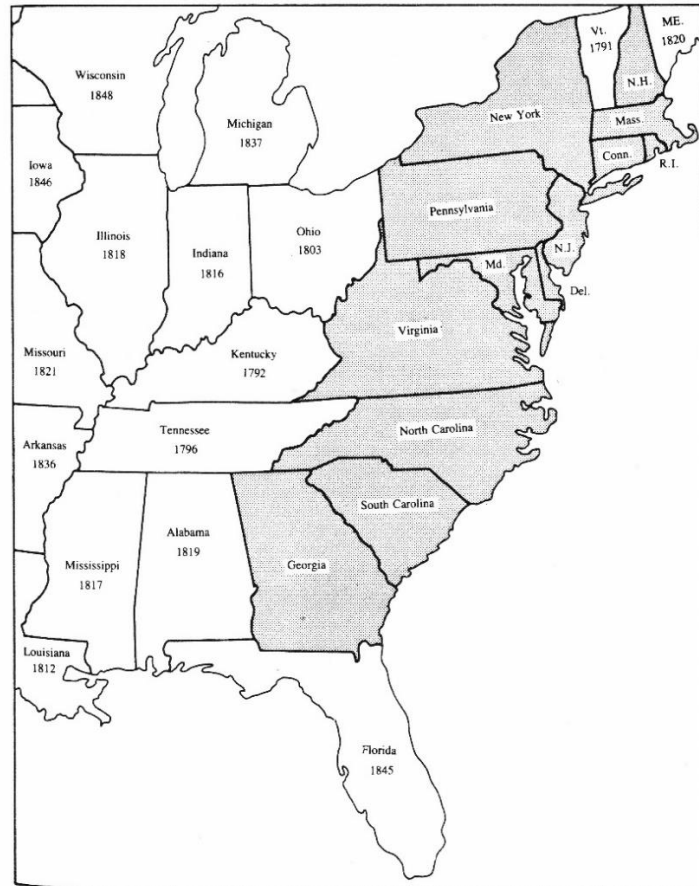 Vt.
1791
ME.
1820
Wisconsin
1848
N.H.
New York
Michigan
1837
Mass.
Conn.
R.I.
Iowa
1846
Pennsylvania
Illinois
1818
Ohio
1803
Indiana
1816
N.J.
Md.
Del.
Virginia
Kentucky
1792
Missouri
1821
Tennessee
1796
North Carolina
Arkansas
1836
South Carolina
Alabama
1819
Georgia
Mississippi
1817
Louisiana
1812
Florida
1845